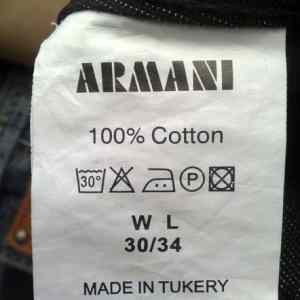 ARMANI
100% Cotton
30° P
W L
30/34
MADE IN TUKERY